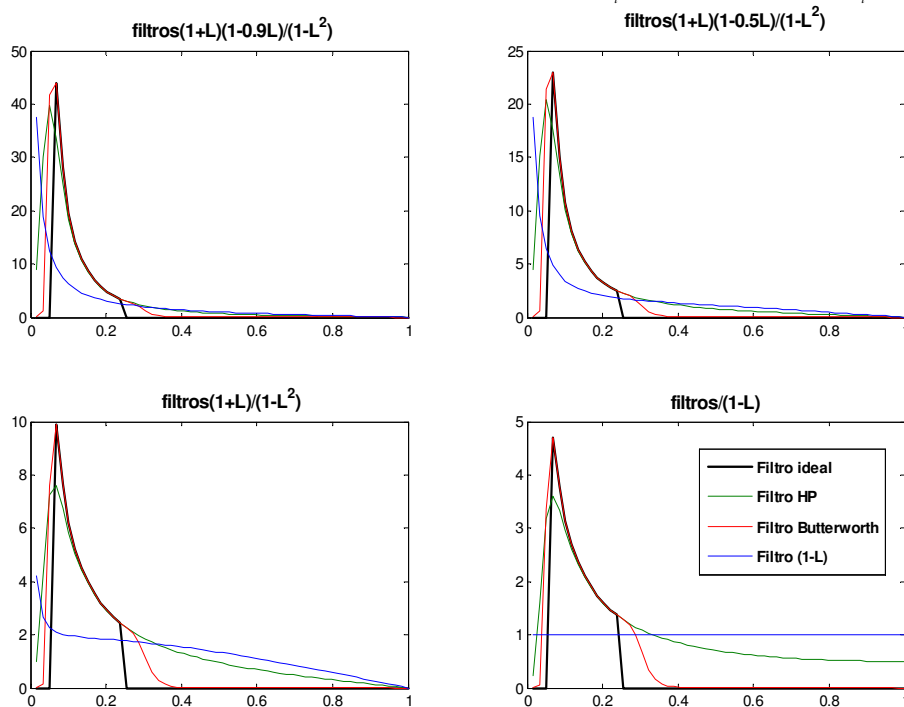 filtros(1+L)(1-0.9L)/(1-L²)
50
40
30
20
10
0
0 0.2 0.4 0.6 0.8 1
filtros(1+L)(1-0.5L)/(1-L²)
25
20
15
10
5
0
0 0.2 0.4 0.6 0.8 1
filtros(1+L)/(1-L²)
10
8
6
4
2
0
0 0.2 0.4 0.6 0.8 1
filtros/(1-L)
5
4
3
2
1
0
0 0.2 0.4 0.6 0.8 1
Filtro ideal
Filtro HP
Filtro Butterworth
Filtro (1-L)